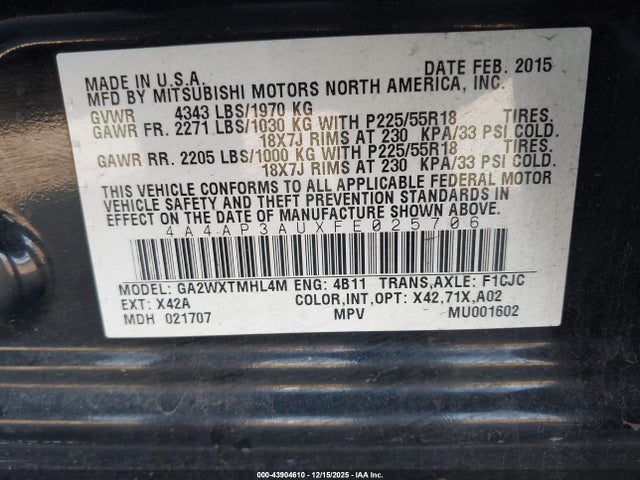 MADE IN U.S.A. DATE FEB. 2015
MFD BY MITSUBISHI MOTORS NORTH AMERICA, INC.
GVWR 4343 LBS/1970 KG
GAWR FR. 2271 LBS/1030 KG WITH P225/55R18 TIRES.
18X7J RIMS AT 230 KPA/33 PSI COLD.
GAWR RR. 2205 LBS/1000 KG WITH P225/55R18 TIRES.
18X7J RIMS AT 230 KPA/33 PSI COLD.
THIS VEHICLE CONFORMS TO ALL APPLICABLE FEDERAL MOTOR
VEHICLE SAFETY AND THEFT PREVENTION STANDARDS IN
EFFECT ON THE DATE OF MANUFACTURE SHOWN ABOVE.
4A4AP3AUXFE025706
MODEL: GA2WXTMHL4M ENG: 4B11 TRANS,AXLE: F1CJC
EXT: X42A COLOR,INT,OPT: X42,71X,A02
MDH 021707 MPV MU001602
000-43904610 - 12/15/2025 - IAA Inc.